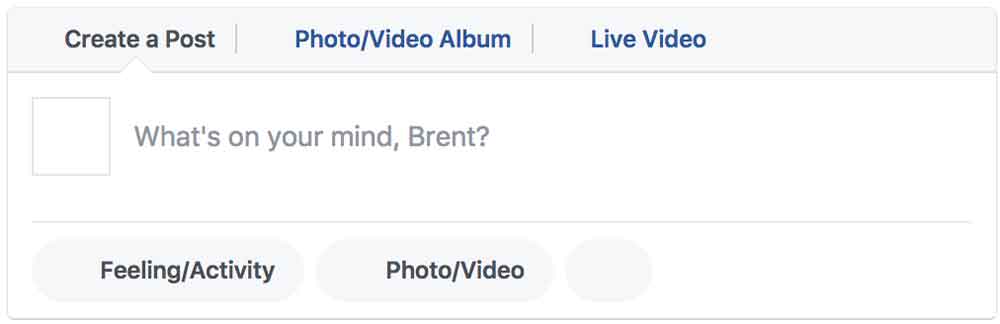 Create a Post Photo/Video Album Live Video
What's on your mind, Brent?
Feeling/Activity Photo/Video